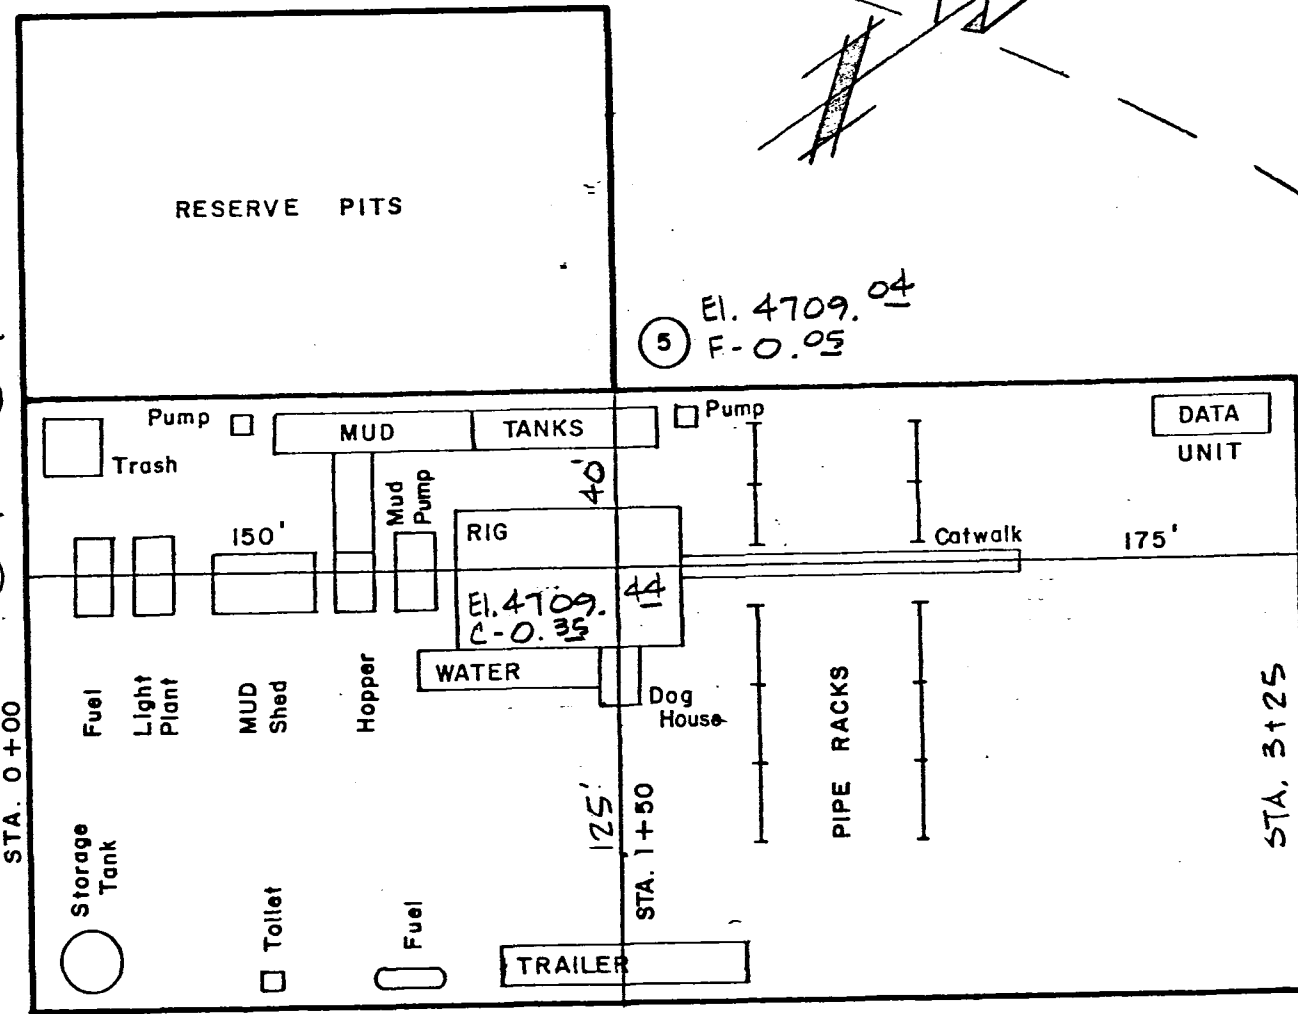 RESERVE PITS
El. 4709.04
5 F-0.05
Pump
MUD TANKS
Pump
DATA
UNIT
Trash
40'
Mud
Pump
150'
RIG
Catwalk
175'
El. 4709.44
C-0.35
WATER
Dog
House
Fuel
Light
Plant
MUD
Shed
Hopper
PIPE RACKS
STA. 0+00
125'
STA. 1+50
STA. 3+25
Storage
Tank
Toilet
Fuel
TRAILER